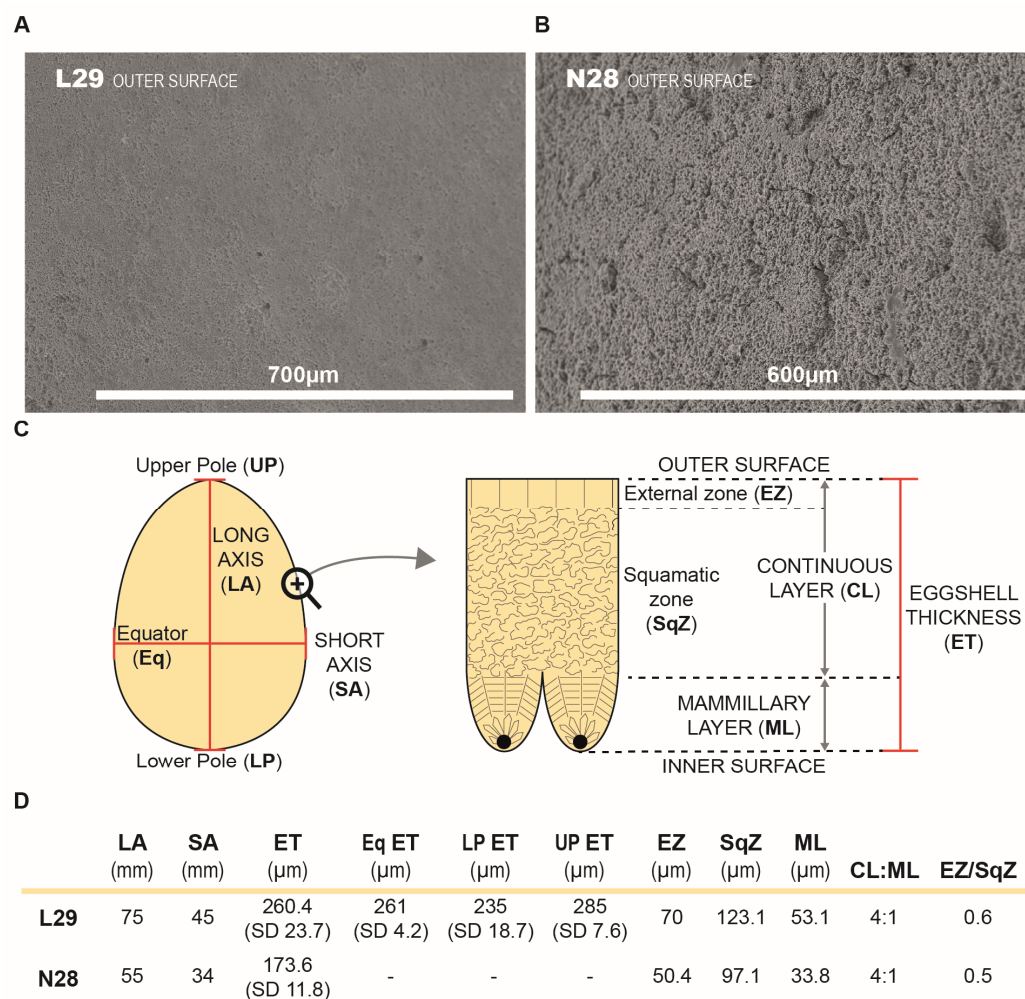 A
B
L29 OUTER SURFACE
N28 OUTER SURFACE
700µm
600µm
C
Upper Pole (UP)
LONG
AXIS
(LA)
Equator
(Eq)
SHORT
AXIS
(SA)
Lower Pole (LP)
OUTER SURFACE
External zone (EZ)
Squamatic
zone
(SqZ)
CONTINUOUS
LAYER (CL)
EGGSHELL
THICKNESS
(ET)
MAMMILLARY
LAYER (ML)
INNER SURFACE
D
LA SA ET Eq ET LP ET UP ET EZ SqZ ML
(mm) (mm) (µm) (µm) (µm) (µm) (µm) (µm) (µm) CL:ML EZ/SqZ
L29 75 45 260.4 (SD 23.7) 261 (SD 4.2) 235 (SD 18.7) 285 (SD 7.6) 70 123.1 53.1 4:1 0.6
N28 55 34 173.6 (SD 11.8) - - - 50.4 97.1 33.8 4:1 0.5